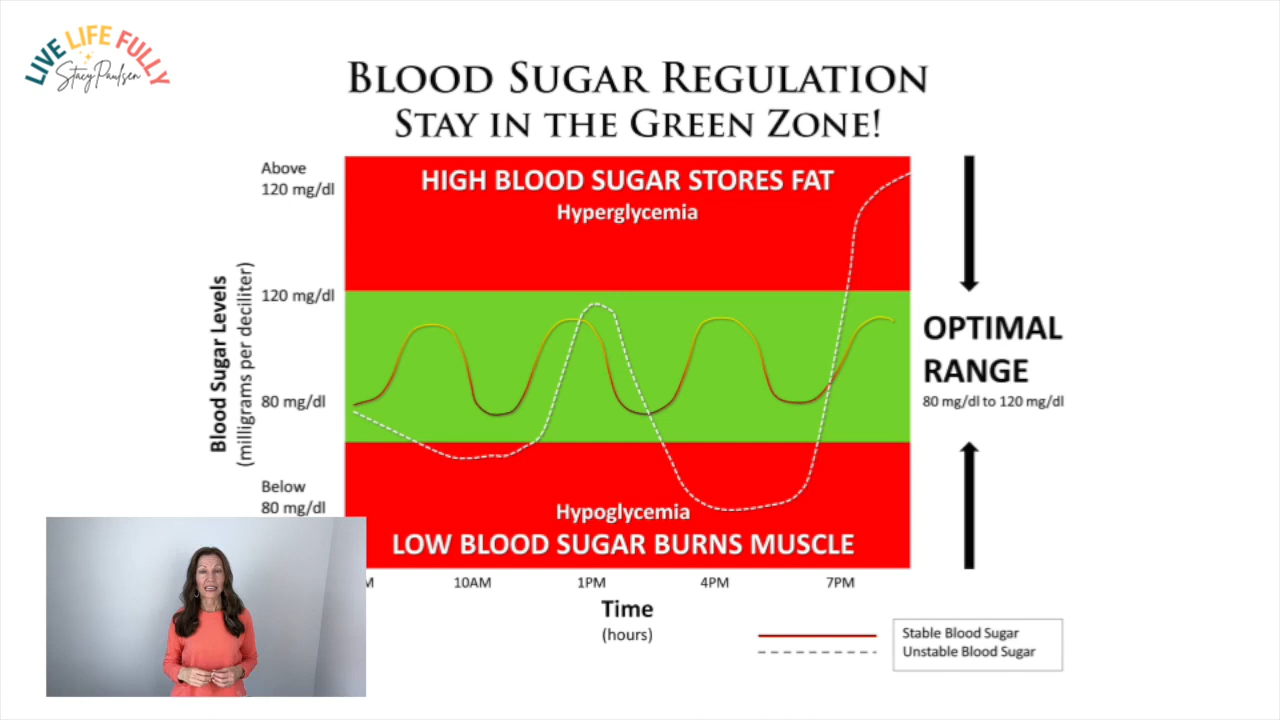 LIVE LIFE FULLY
Stacy Paulsen
BLOOD SUGAR REGULATION
STAY IN THE GREEN ZONE!
Above
120 mg/dl
HIGH BLOOD SUGAR STORES FAT
Hyperglycemia
120 mg/dl
Blood Sugar Levels
(milligrams per deciliter)
OPTIMAL
RANGE
80 mg/dl
80 mg/dl to 120 mg/dl
Below
80 mg/dl
Hypoglycemia
LOW BLOOD SUGAR BURNS MUSCLE
M 10AM 1PM 4PM 7PM
Time
(hours)
Stable Blood Sugar
Unstable Blood Sugar